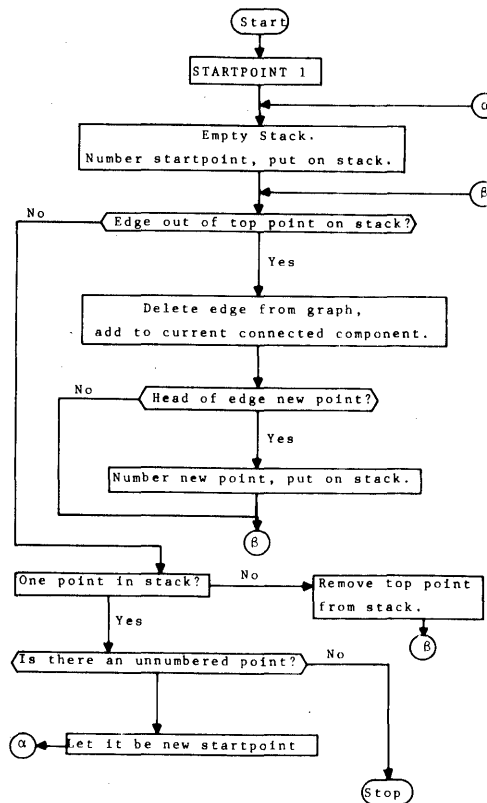 Start
STARTPOINT 1
α
Empty Stack.
Number startpoint, put on stack.
β
No
Edge out of top point on stack?
Yes
Delete edge from graph,
add to current connected component.
No
Head of edge new point?
Yes
Number new point, put on stack.
β
One point in stack?
No
Remove top point
from stack.
Yes
β
Is there an unnumbered point?
No
α
Let it be new startpoint
Stop